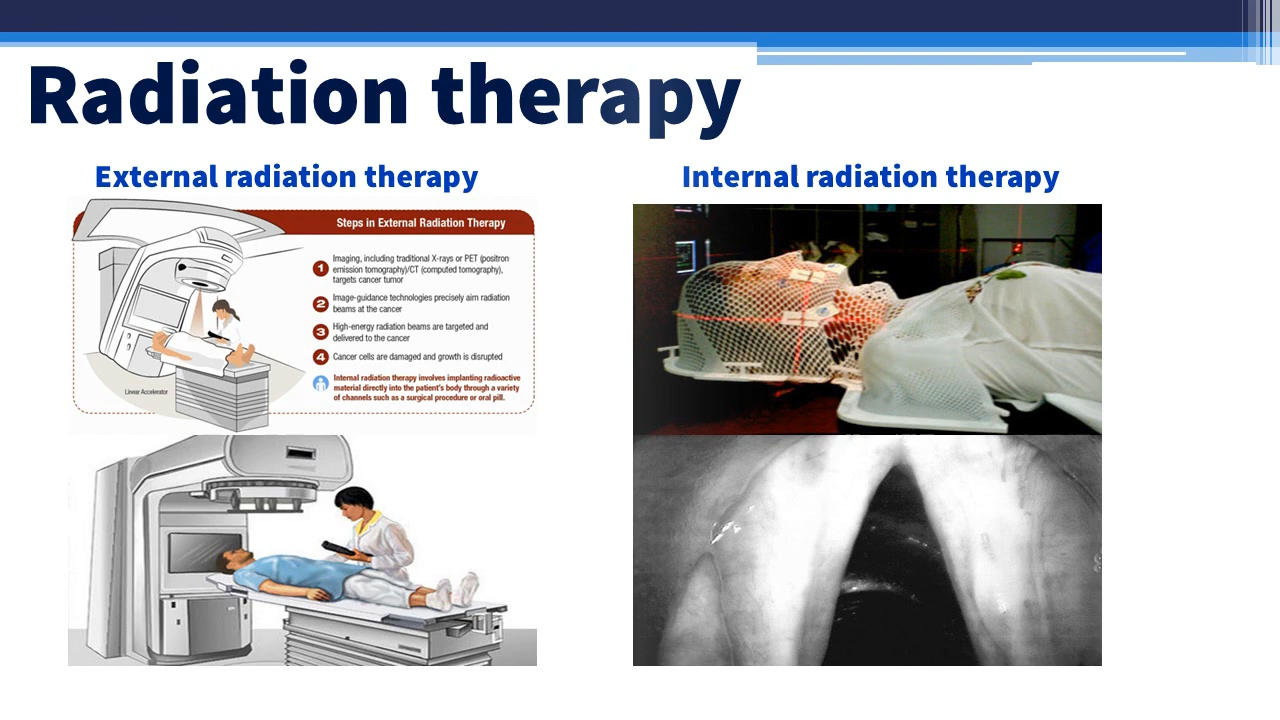 Radiation therapy
External radiation therapy
Internal radiation therapy
Steps in External Radiation Therapy
1 Imaging, including traditional X-rays or PET (positron
emission tomography)/CT (computed tomography),
targets cancer tumor
2 Image-guidance technologies precisely aim radiation
beams at the cancer
3 High-energy radiation beams are targeted and
delivered to the cancer
4 Cancer cells are damaged and growth is disrupted
Internal radiation therapy involves implanting radioactive
material directly into the patient's body through a variety
of channels such as a surgical procedure or oral pill.
Linear Accelerator